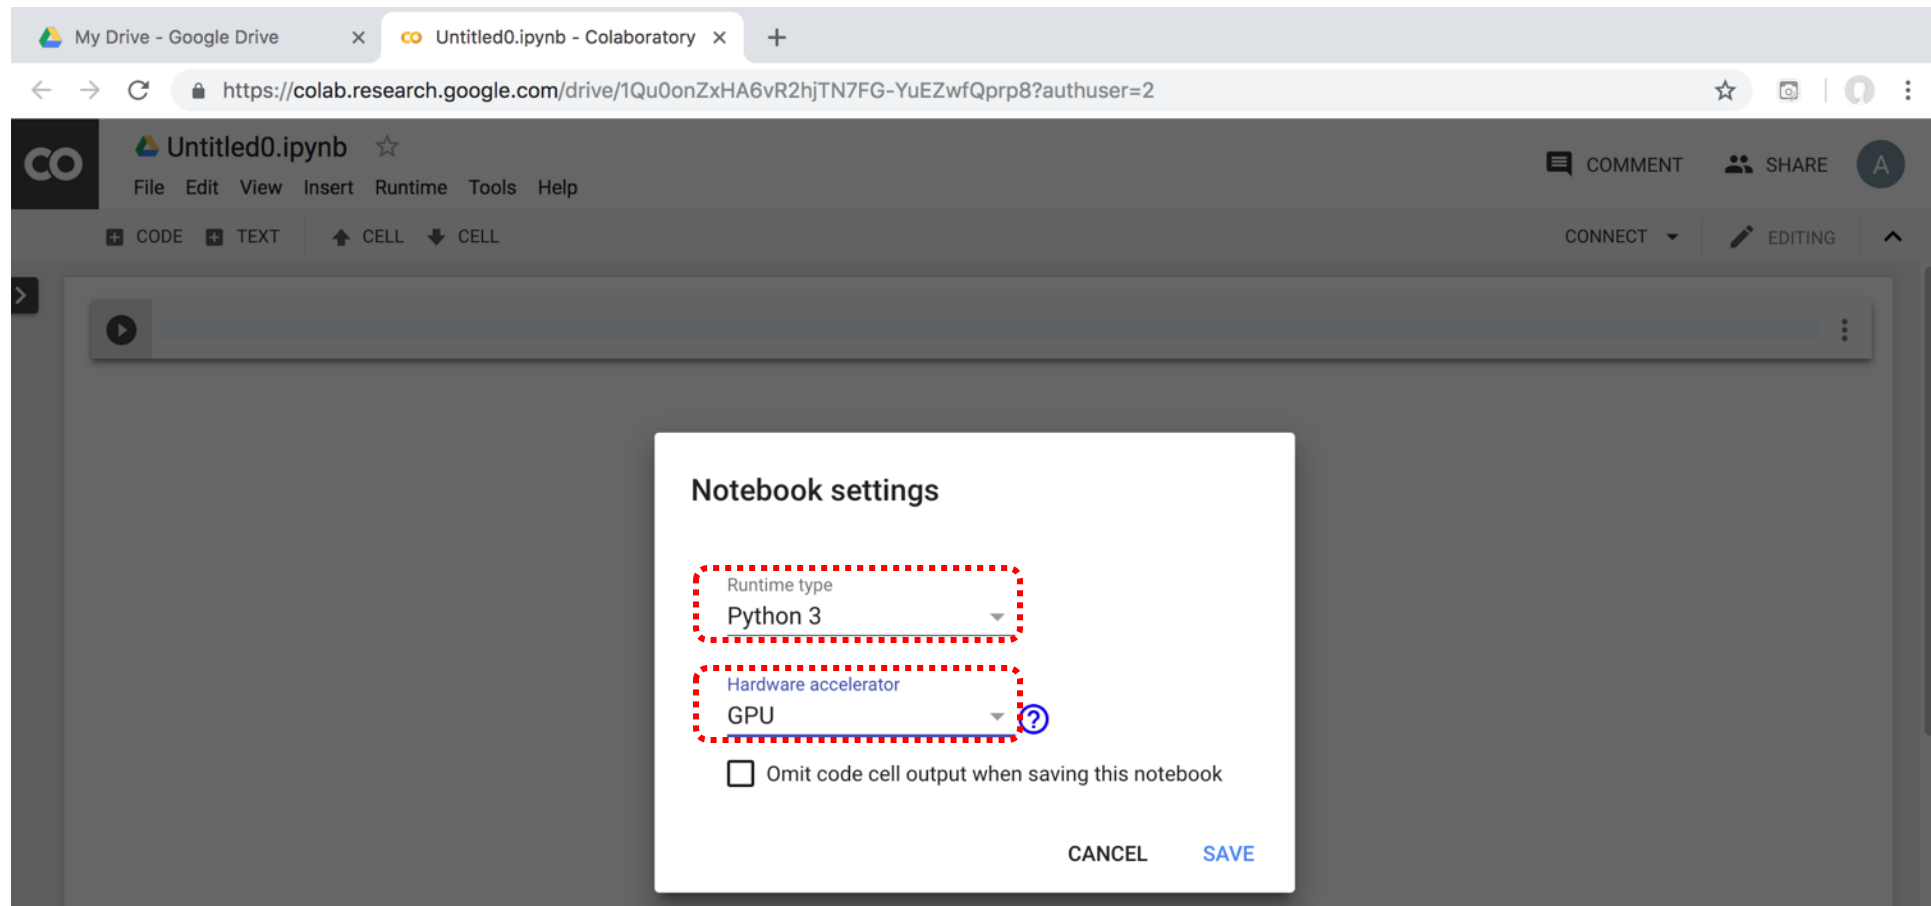 My Drive - Google Drive
Untitled0.ipynb - Colaboratory
https://colab.research.google.com/drive/1Qu0onZxHA6vR2hjTN7FG-YuEZwfQprp8?authuser=2
CO
Untitled0.ipynb
COMMENT SHARE A
File Edit View Insert Runtime Tools Help
CODE TEXT CELL CELL CONNECT EDITING
Notebook settings
Runtime type
Python 3
Hardware accelerator
GPU
Omit code cell output when saving this notebook
CANCEL SAVE